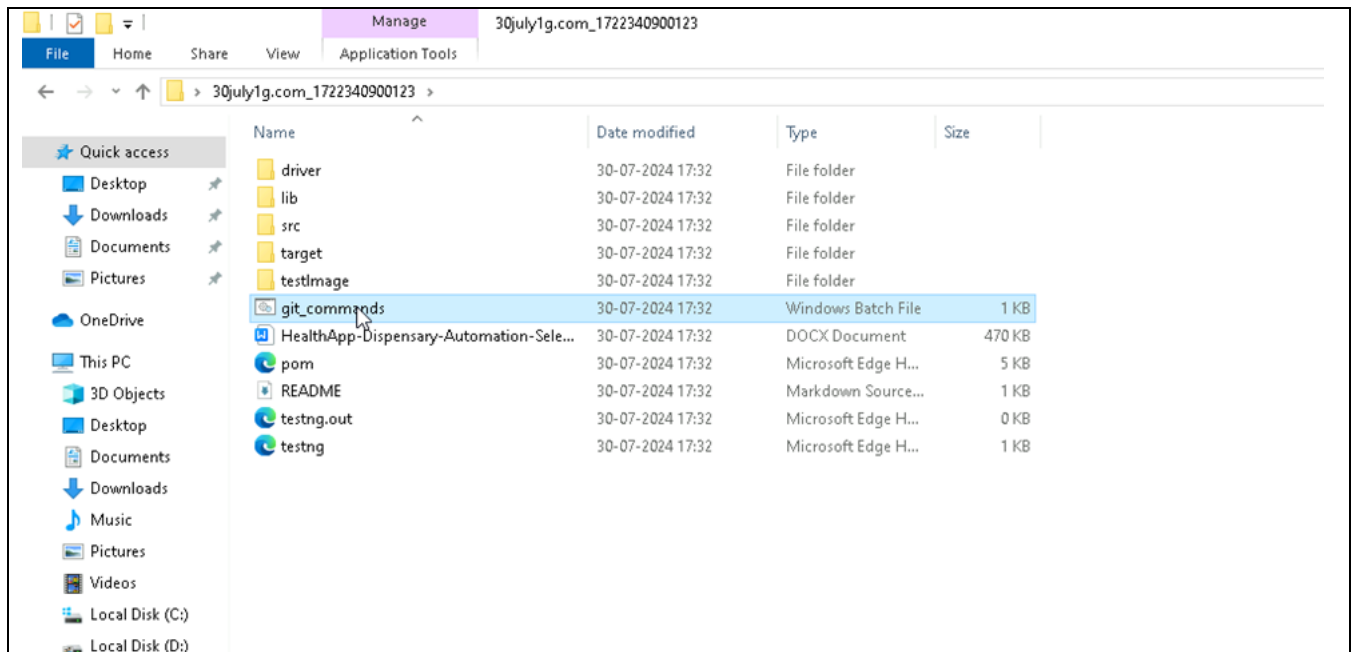 Manage 30july1g.com_1722340900123
File Home Share View Application Tools
30july1g.com_1722340900123
Name Date modified Type Size
Quick access
Desktop
Downloads
Documents
Pictures
OneDrive
This PC
3D Objects
Desktop
Documents
Downloads
Music
Pictures
Videos
Local Disk (C:)
Local Disk (D:)
driver 30-07-2024 17:32 File folder
lib 30-07-2024 17:32 File folder
src 30-07-2024 17:32 File folder
target 30-07-2024 17:32 File folder
testImage 30-07-2024 17:32 File folder
git_commands 30-07-2024 17:32 Windows Batch File 1 KB
HealthApp-Dispensary-Automation-Sele... 30-07-2024 17:32 DOCX Document 470 KB
pom 30-07-2024 17:32 Microsoft Edge H... 5 KB
README 30-07-2024 17:32 Markdown Source... 1 KB
testng.out 30-07-2024 17:32 Microsoft Edge H... 0 KB
testng 30-07-2024 17:32 Microsoft Edge H... 1 KB